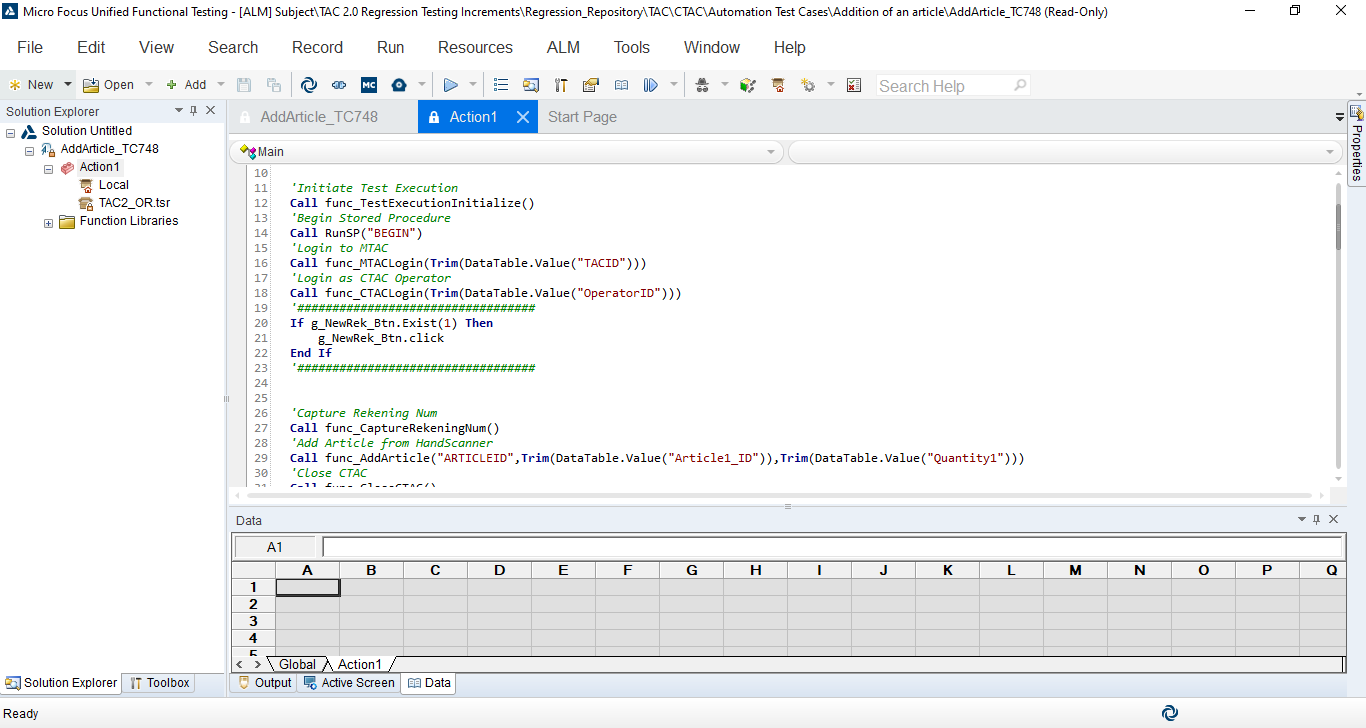 Micro Focus Unified Functional Testing - [ALM] Subject\TAC 2.0 Regression Testing Increments\Regression_Repository\TAC\CTAC\Automation Test Cases\Addition of an article\AddArticle_TC748 (Read-Only)
File Edit View Search Record Run Resources ALM Tools Window Help
New Open Add MC Search Help
Solution Explorer
Solution Untitled
AddArticle_TC748
Action1
Local
TAC2_OR.tsr
Function Libraries
AddArticle_TC748 Action1 Start Page
Properties
Main
10
11 'Initiate Test Execution
12 Call func_TestExecutionInitialize()
13 'Begin Stored Procedure
14 Call RunSP("BEGIN")
15 'Login to MTAC
16 Call func_MTACLogin(Trim(DataTable.Value("TACID")))
17 'Login as CTAC Operator
18 Call func_CTACLogin(Trim(DataTable.Value("OperatorID")))
19 '##################################
20 If g_NewRek_Btn.Exist(1) Then
21 g_NewRek_Btn.click
22 End If
23 '##################################
24
25
26 'Capture Rekening Num
27 Call func_CaptureRekeningNum()
28 'Add Article from HandScanner
29 Call func_AddArticle("ARTICLEID",Trim(DataTable.Value("Article1_ID")),Trim(DataTable.Value("Quantity1")))
30 'Close CTAC
31 Call func_CloseCTAC()
Data
A1
A B C D E F G H I J K L M N O P Q
1
2
3
4
5
Global Action1
Solution Explorer Toolbox Output Active Screen Data
Ready